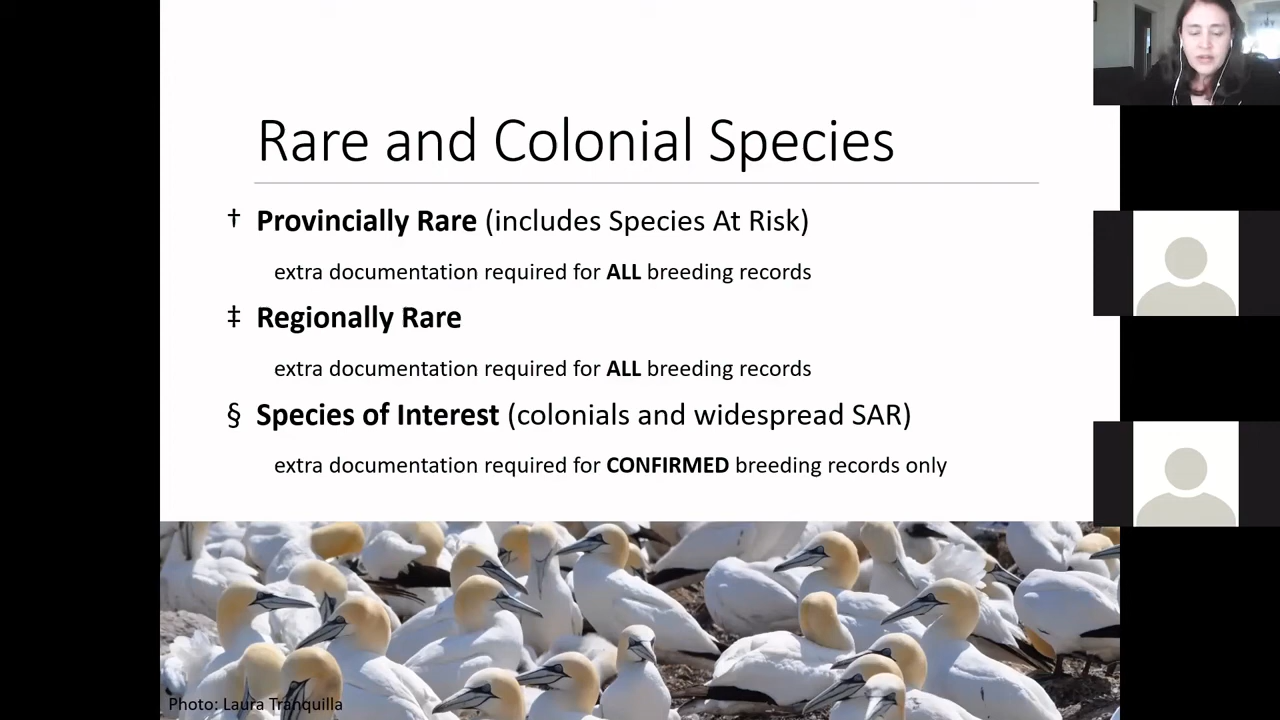 Rare and Colonial Species
† Provincially Rare (includes Species At Risk)
extra documentation required for ALL breeding records
‡ Regionally Rare
extra documentation required for ALL breeding records
§ Species of Interest (colonials and widespread SAR)
extra documentation required for CONFIRMED breeding records only
Photo: Laura Tranquilla